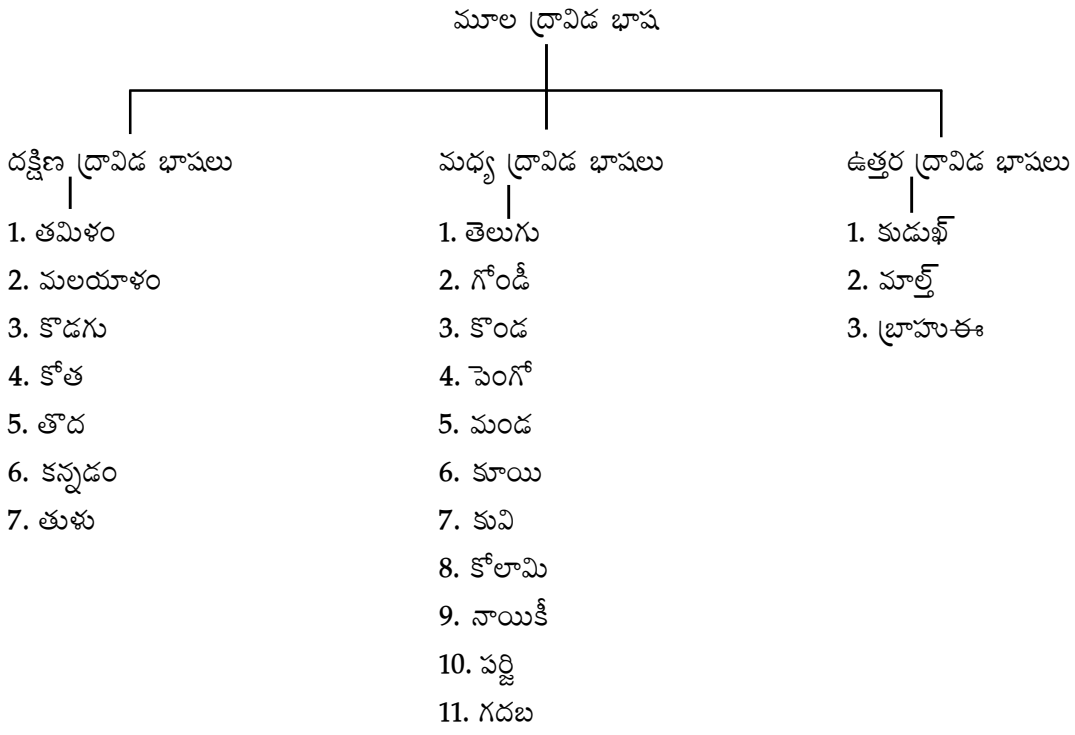 మూల ద్రావిడ భాష
దక్షిణ ద్రావిడ భాషలు
1. తమిళం
2. మలయాళం
3. కొడగు
4. కోత
5. తొద
6. కన్నడం
7. తుళు
మధ్య ద్రావిడ భాషలు
1. తెలుగు
2. గోండీ
3. కొండ
4. పెంగో
5. మండ
6. కూయి
7. కువి
8. కోలామి
9. నాయికీ
10. పర్జి
11. గదబ
ఉత్తర ద్రావిడ భాషలు
1. కుడుఖ్
2. మాల్త్
3. బ్రాహుఈ